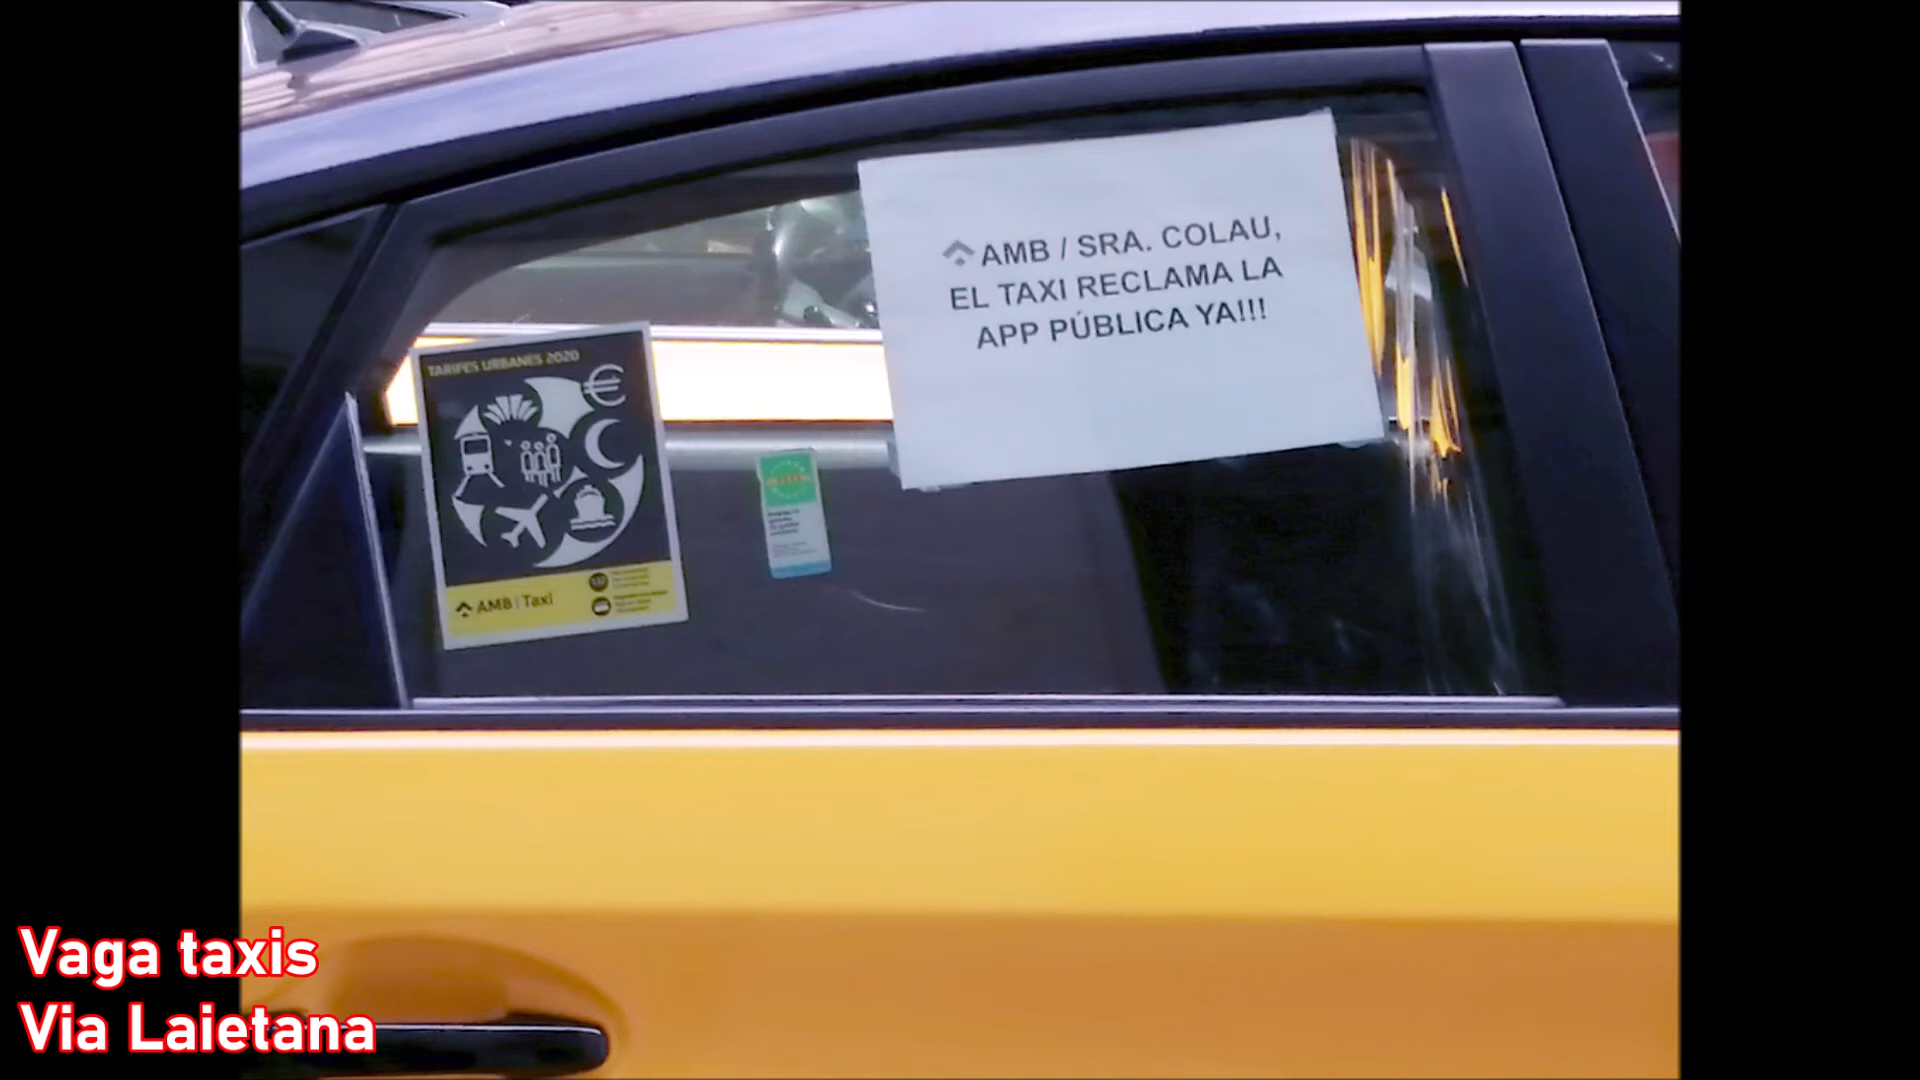 AMB / SRA. COLAU,
EL TAXI RECLAMA LA
APP PÚBLICA YA!!!
TARIFES URBANES 2020
€
AMB | Taxi
Vaga taxis
Via Laietana